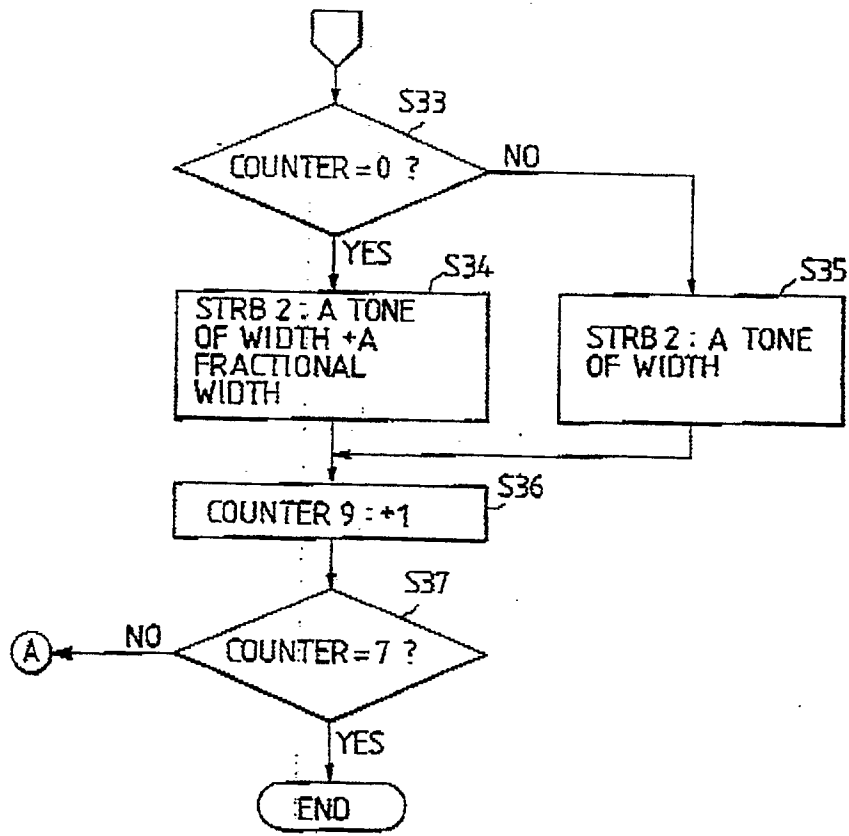 S33
COUNTER=0 ?
NO
YES
S34
STRB 2 : A TONE
OF WIDTH +A
FRACTIONAL
WIDTH
S35
STRB 2 : A TONE
OF WIDTH
S36
COUNTER 9 : +1
S37
COUNTER=7 ?
NO
A
YES
END